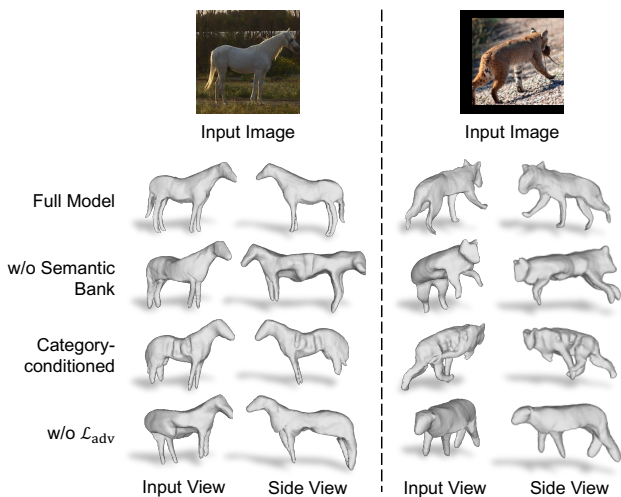 Input Image
Input Image
Full Model
w/o Semantic
Bank
Category-
conditioned
w/o ℒadv
Input View
Side View
Input View
Side View